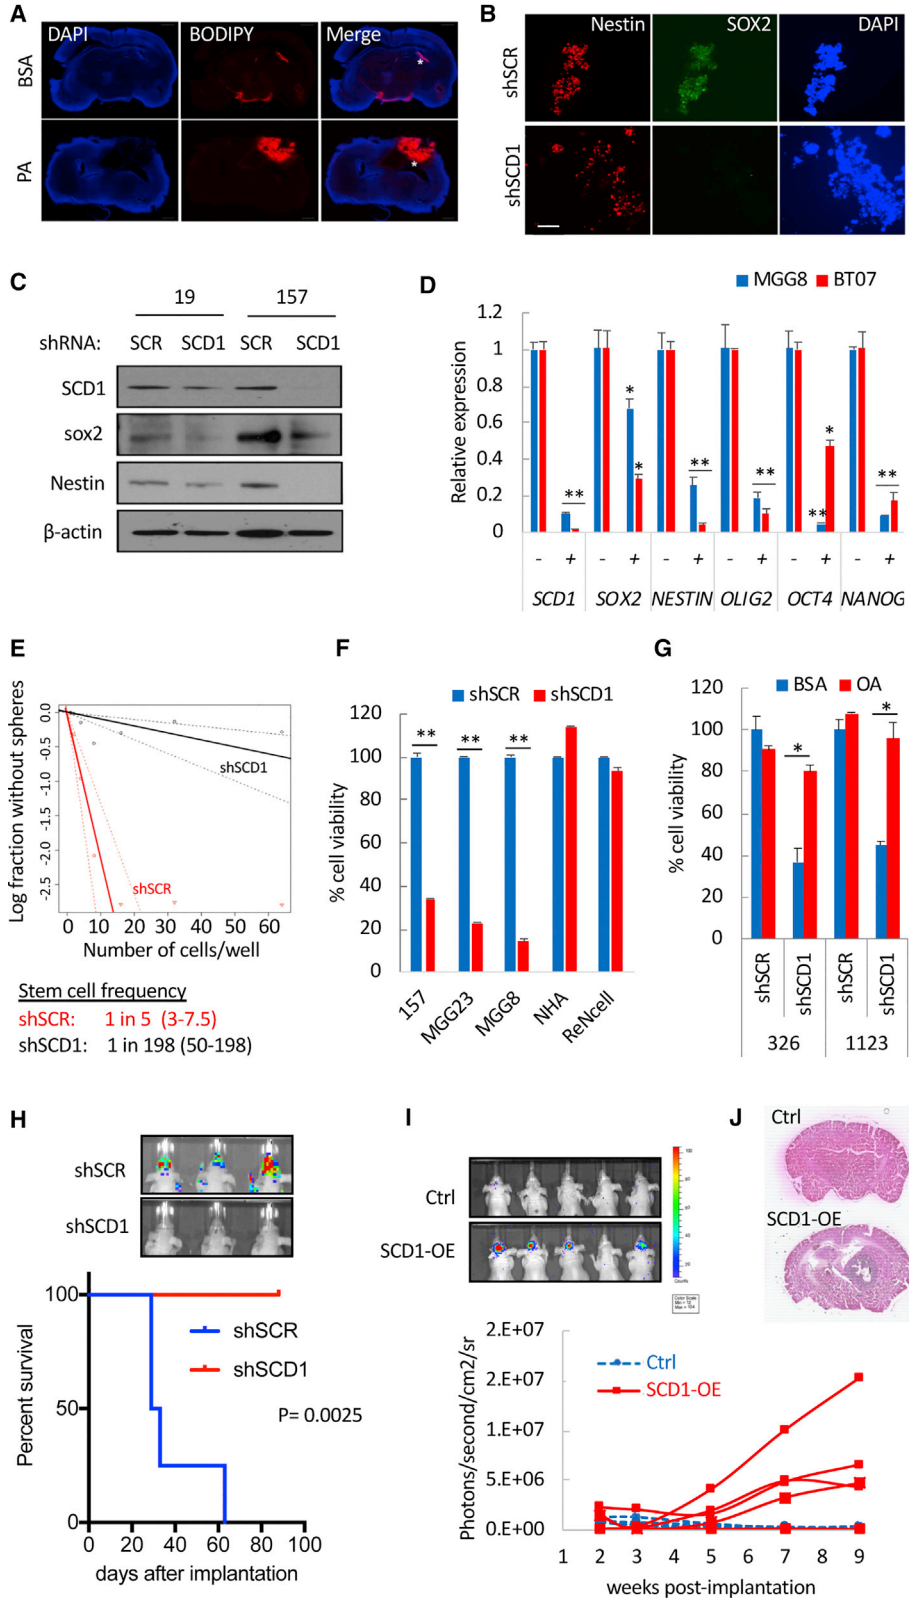 A
DAPI
BODIPY
Merge
BSA
PA
*
*
B
Nestin
SOX2
DAPI
shSCR
shSCD1
C
19
157
shRNA:
SCR
SCD1
SCR
SCD1
SCD1
sox2
Nestin
β-actin
D
MGG8
BT07
Relative expression
1.2
1
0.8
0.6
0.4
0.2
0
**
*
*
**
**
**
*
**
- + - + - + - + - + - +
SCD1 SOX2 NESTIN OLIG2 OCT4 NANOG
E
Log fraction without spheres
0.0
-0.5
-1.0
-1.5
-2.0
-2.5
shSCD1
shSCR
0 10 20 30 40 50 60
Number of cells/well
Stem cell frequency
shSCR: 1 in 5 (3-7.5)
shSCD1: 1 in 198 (50-198)
F
shSCR
shSCD1
% cell viability
120
100
80
60
40
20
0
**
**
**
157
MGG23
MGG8
NHA
ReNcell
G
BSA
OA
% cell viability
120
100
80
60
40
20
0
*
*
shSCR
shSCD1
shSCR
shSCD1
326
1123
H
shSCR
shSCD1
Percent survival
100
50
0
shSCR
shSCD1
P= 0.0025
0 20 40 60 80 100
days after implantation
I
Ctrl
SCD1-OE
100
80
60
40
20
Counts
Color Scale
Photons/second/cm2/sr
2.E+07
2.E+07
1.E+07
5.E+06
0.E+00
Ctrl
SCD1-OE
1 2 3 4 5 6 7 8 9
weeks post-implantation
J
Ctrl
SCD1-OE